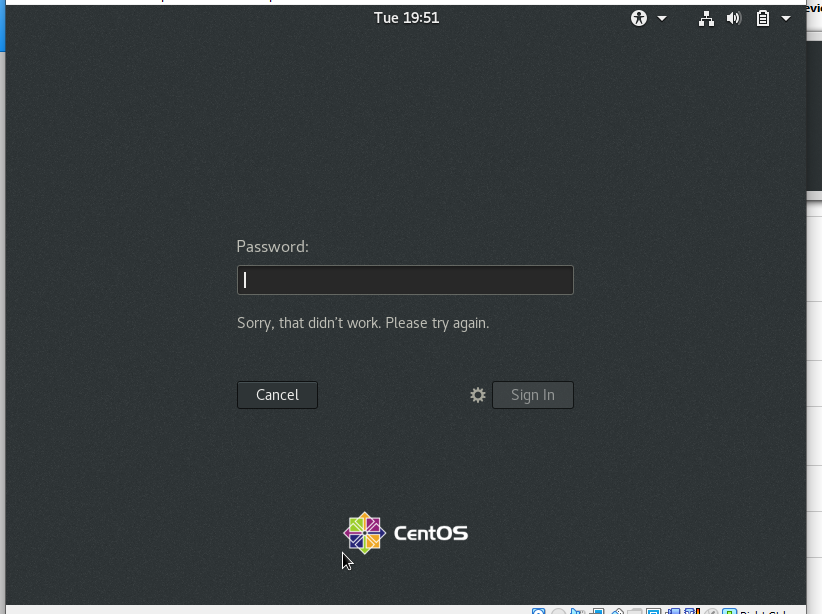 Tue 19:51
Password:
Sorry, that didn't work. Please try again.
Cancel
Sign In
CentOS